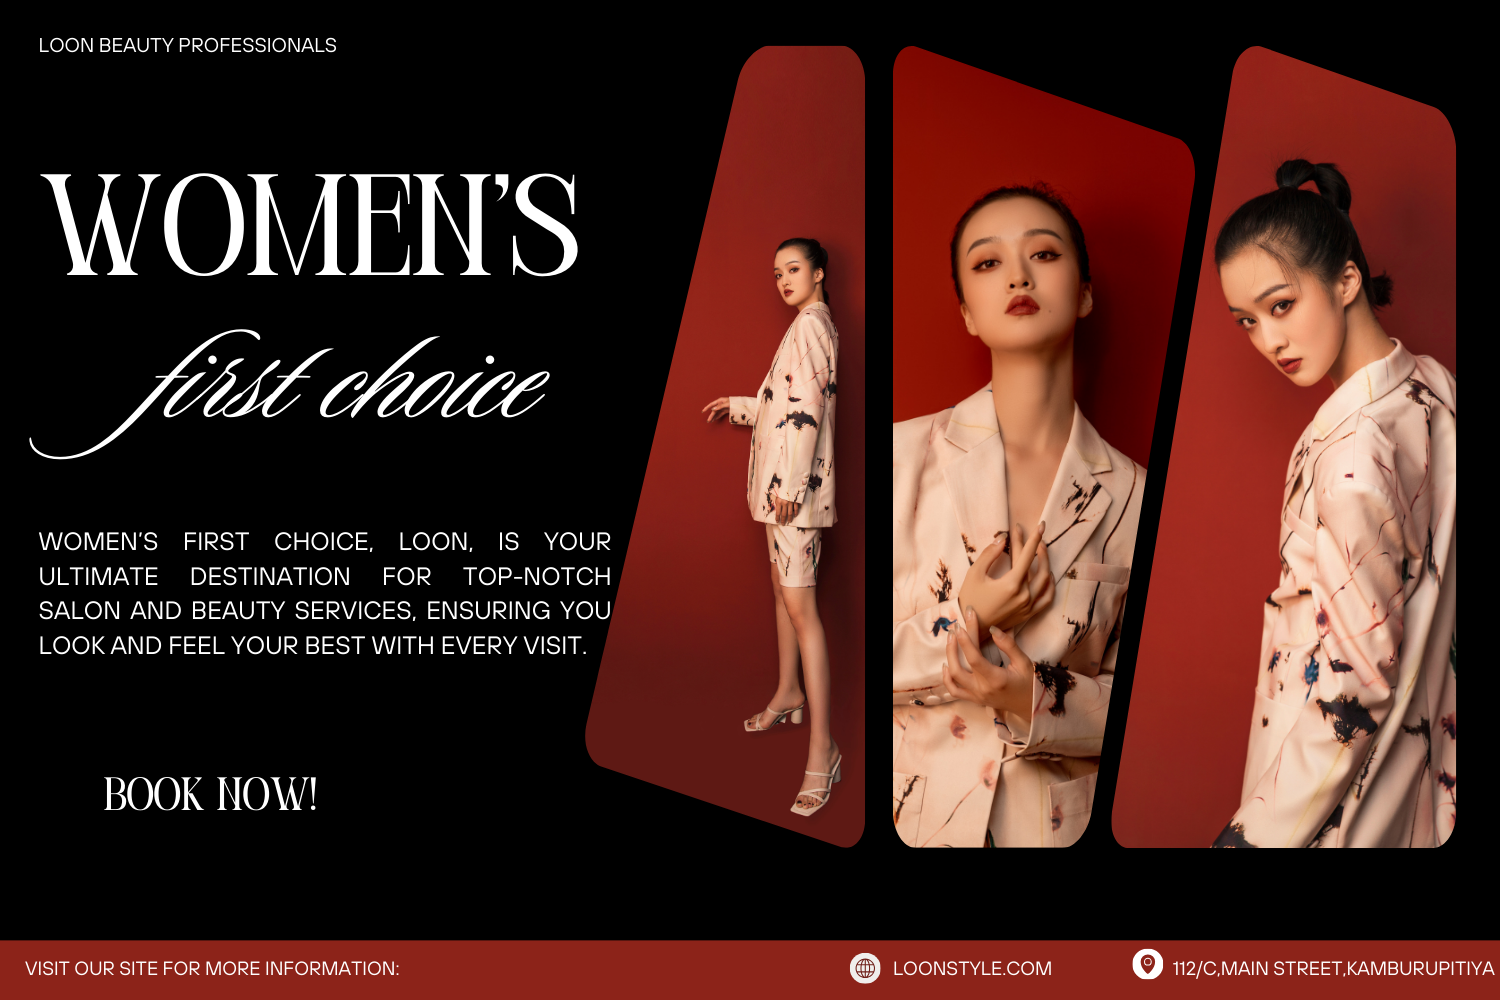 LOON BEAUTY PROFESSIONALS
WOMEN'S
first choice
WOMEN'S FIRST CHOICE, LOON, IS YOUR
ULTIMATE DESTINATION FOR TOP-NOTCH
SALON AND BEAUTY SERVICES, ENSURING YOU
LOOK AND FEEL YOUR BEST WITH EVERY VISIT.
BOOK NOW!
VISIT OUR SITE FOR MORE INFORMATION:
LOONSTYLE.COM
112/C,MAIN STREET,KAMBURUPITIYA